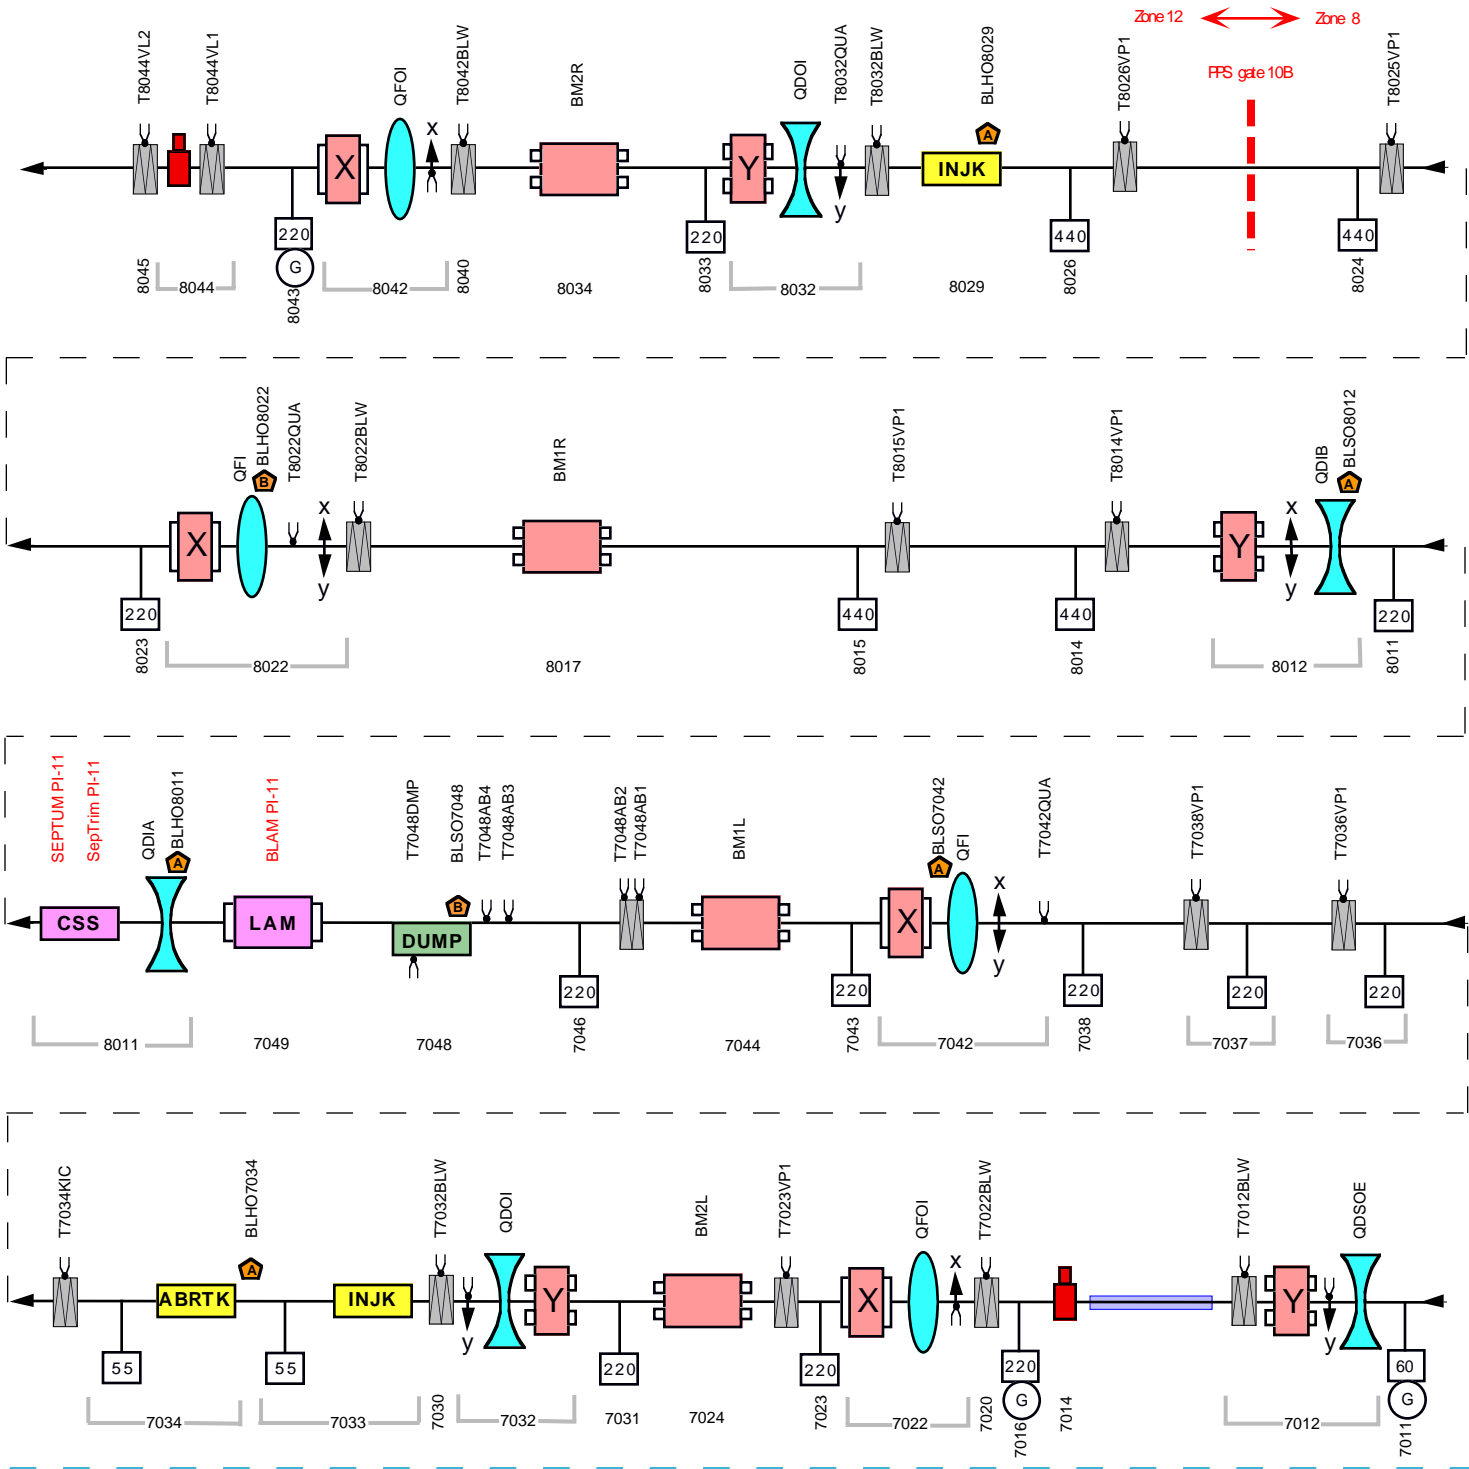 Zone 12 Zone 8
PPS gate 10B
T8044VL2 T8044VL1 QFOI T8042BLW BM2R QDOI T8032QUA T8032BLW BLHO8029 T8026VP1 T8025VP1
A
X x Y y INJK
220 220 440 440
G
8045 8044 8043 8042 8040 8034 8033 8032 8029 8026 8024
QFI BLHO8022 T8022QUA T8022BLW BM1R T8015VP1 T8014VP1 QDIB BLSO8012
B A
X x y Y x y
220 440 440 220
8023 8022 8017 8015 8014 8012 8011
SEPTUM PI-11 SepTrim PI-11 QDIA BLHO8011 BLAM PI-11 T7048DMP BLSO7048 T7048AB4 T7048AB3 T7048AB2 T7048AB1 BM1L BLSO7042 QFI T7042QUA T7038VP1 T7036VP1
A B A
CSS LAM DUMP X x y
220 220 220 220 220
8011 7049 7048 7046 7044 7043 7042 7038 7037 7036
T7034KIC BLHO7034 T7032BLW QDOI BM2L T7023VP1 QFOI T7022BLW T7012BLW QDSOE
A
ABRTK INJK y Y X x Y y
55 55 220 220 220 60
G G
7034 7033 7030 7032 7031 7024 7023 7022 7020 7016 7014 7012 7011